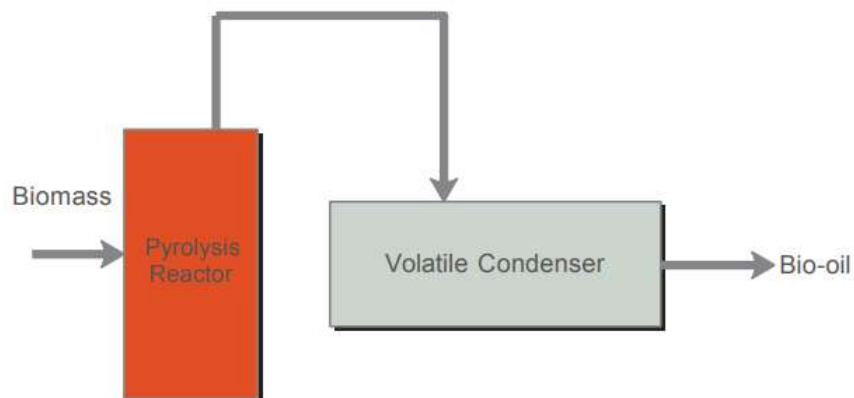 Biomass
Pyrolysis
Reactor
Volatile Condenser
Bio-oil